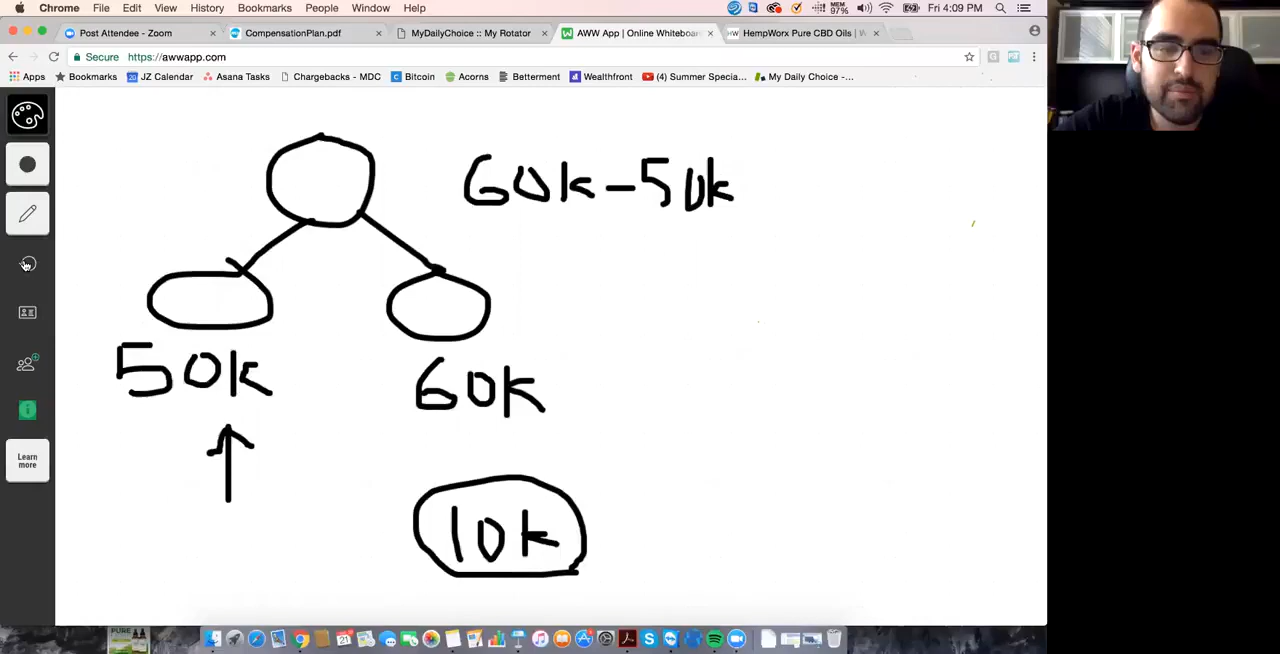 Chrome File Edit View History Bookmarks People Window Help MEM 97% Fri 4:09 PM
Post Attendee - Zoom CompensationPlan.pdf MyDailyChoice :: My Rotator AWW App | Online Whiteboa HempWorx Pure CBD Oils | W
Secure https://awwapp.com
Apps Bookmarks JZ Calendar Asana Tasks Chargebacks - MDC Bitcoin Acorns Betterment Wealthfront (4) Summer Specia... My Daily Choice -...
60k-50k
50k 60k
10k
Learn more